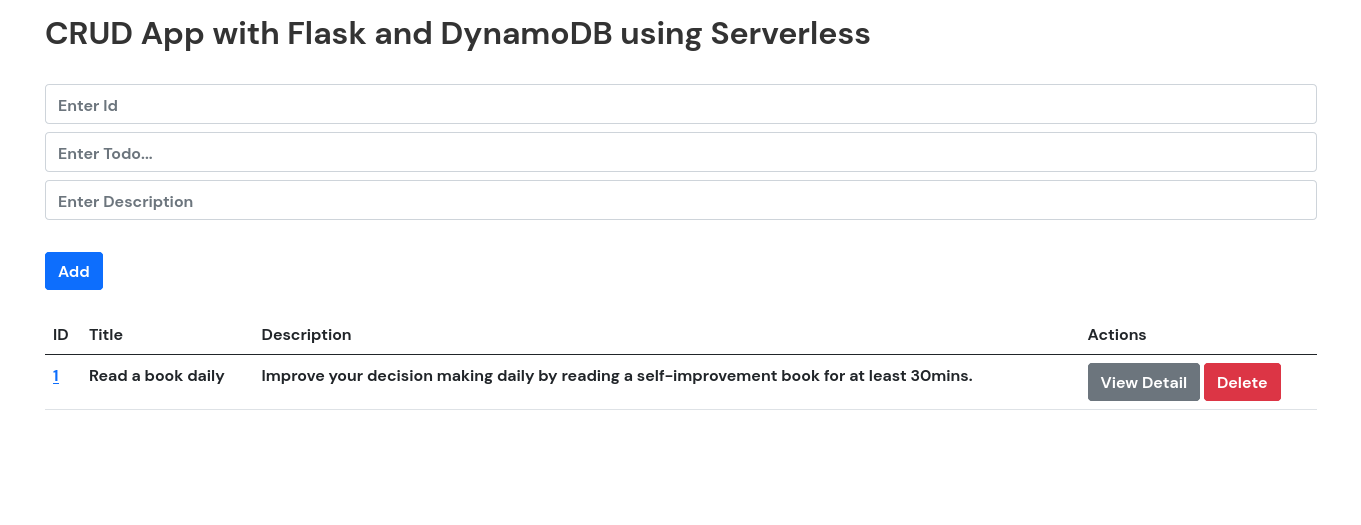 CRUD App with Flask and DynamoDB using Serverless
Enter Id
Enter Todo...
Enter Description
Add
ID Title Description Actions
1 Read a book daily Improve your decision making daily by reading a self-improvement book for at least 30mins. View Detail Delete